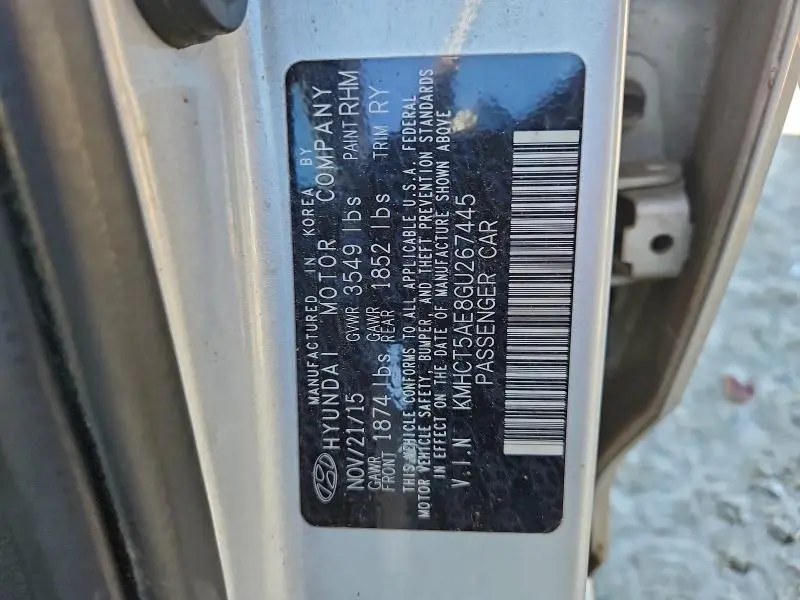 MANUFACTURED IN KOREA BY
HYUNDAI MOTOR COMPANY
NOV/21/15 GVWR 3549 lbs PAINT RHM
GAWR FRONT 1874 lbs GAWR REAR 1852 lbs TRIM RY
THIS VEHICLE CONFORMS TO ALL APPLICABLE U.S.A. FEDERAL
MOTOR VEHICLE SAFETY, BUMPER, AND THEFT PREVENTION STANDARDS
IN EFFECT ON THE DATE OF MANUFACTURE SHOWN ABOVE
V.I.N KMHCT5AE8GU267445
PASSENGER CAR